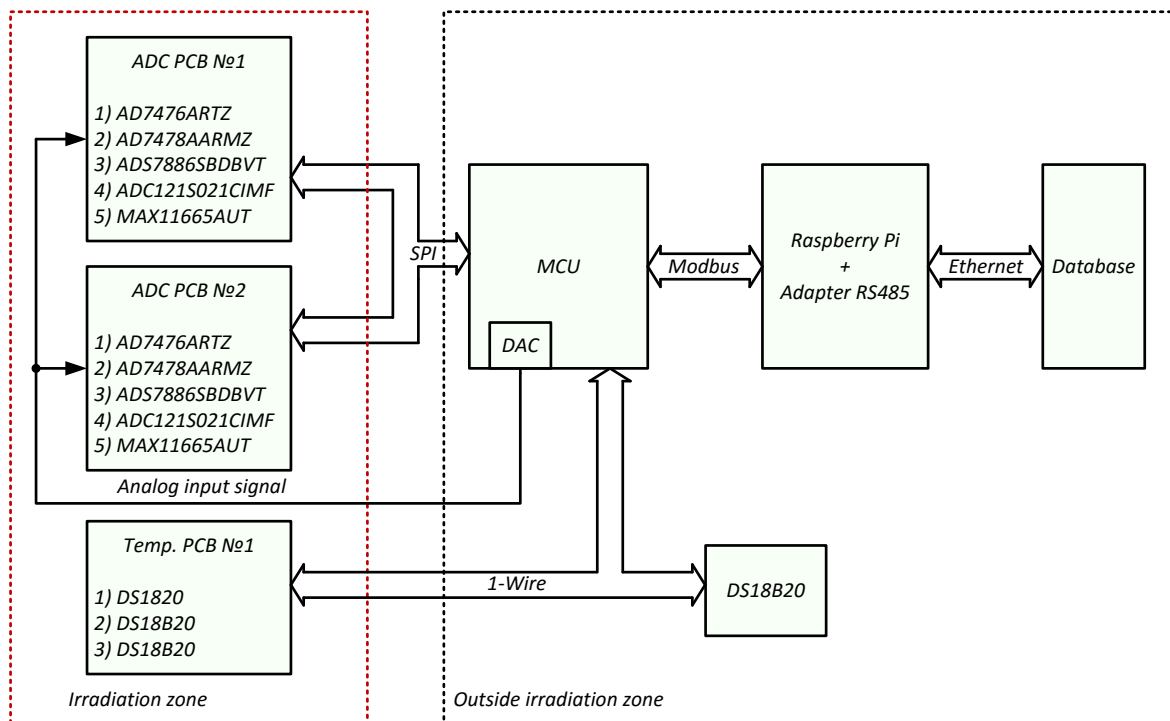 ADC PCB №1
1) AD7476ARTZ
2) AD7478AARMZ
3) ADS7886SBDBVT
4) ADC121S021CIMF
5) MAX11665AUT
ADC PCB №2
1) AD7476ARTZ
2) AD7478AARMZ
3) ADS7886SBDBVT
4) ADC121S021CIMF
5) MAX11665AUT
Analog input signal
Temp. PCB №1
1) DS1820
2) DS18B20
3) DS18B20
Irradiation zone
SPI
MCU
DAC
Modbus
Raspberry Pi
+
Adapter RS485
Ethernet
Database
1-Wire
DS18B20
Outside irradiation zone